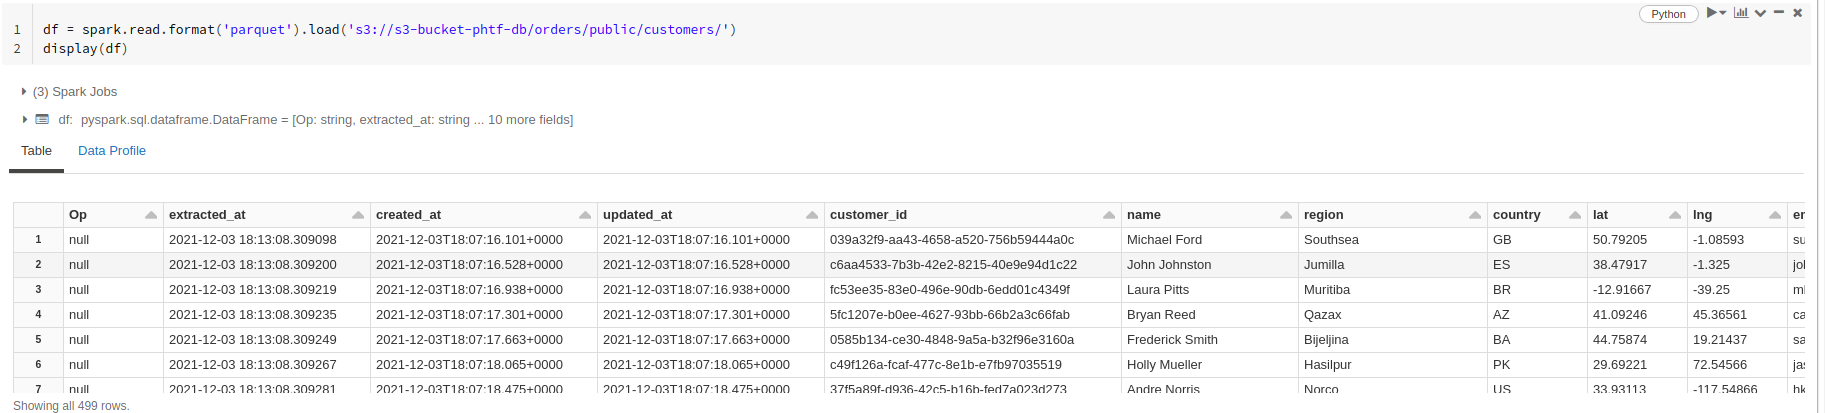 Python
1 df = spark.read.format('parquet').load('s3://s3-bucket-phtf-db/orders/public/customers/')
2 display(df)
(3) Spark Jobs
df: pyspark.sql.dataframe.DataFrame = [Op: string, extracted_at: string ... 10 more fields]
Table Data Profile
Op extracted_at created_at updated_at customer_id name region country lat lng
1 null 2021-12-03 18:13:08.309098 2021-12-03T18:07:16.101+0000 2021-12-03T18:07:16.101+0000 039a32f9-aa43-4658-a520-756b59444a0c Michael Ford Southsea GB 50.79205 -1.08593 su
2 null 2021-12-03 18:13:08.309200 2021-12-03T18:07:16.528+0000 2021-12-03T18:07:16.528+0000 c6aa4533-7b3b-42e2-8215-40e9e94d1c22 John Johnston Jumilla ES 38.47917 -1.325
3 null 2021-12-03 18:13:08.309219 2021-12-03T18:07:16.938+0000 2021-12-03T18:07:16.938+0000 fc53ee35-83e0-496e-90db-6edd01c4349f Laura Pitts Muritiba BR -12.91667 -39.25
4 null 2021-12-03 18:13:08.309235 2021-12-03T18:07:17.301+0000 2021-12-03T18:07:17.301+0000 5fc1207e-b0ee-4627-93bb-66b2a3c66fab Bryan Reed Qazax AZ 41.09246 45.36561 ca
5 null 2021-12-03 18:13:08.309249 2021-12-03T18:07:17.663+0000 2021-12-03T18:07:17.663+0000 0585b134-ce30-4848-9a5a-b32f96e3160a Frederick Smith Bijeljina BA 44.75874 19.21437 sa
6 null 2021-12-03 18:13:08.309267 2021-12-03T18:07:18.065+0000 2021-12-03T18:07:18.065+0000 c49f126a-fcaf-477c-8e1b-e7fb97035519 Holly Mueller Hasilpur PK 29.69221 72.54566 ja
7 null 2021-12-03 18:13:08.309281 2021-12-03T18:07:18.475+0000 2021-12-03T18:07:18.475+0000 37f5a89f-d936-42c5-b16b-fed7a023d273 Andre Norris Norco US 33.93113 -117.54866 hk
Showing all 499 rows.